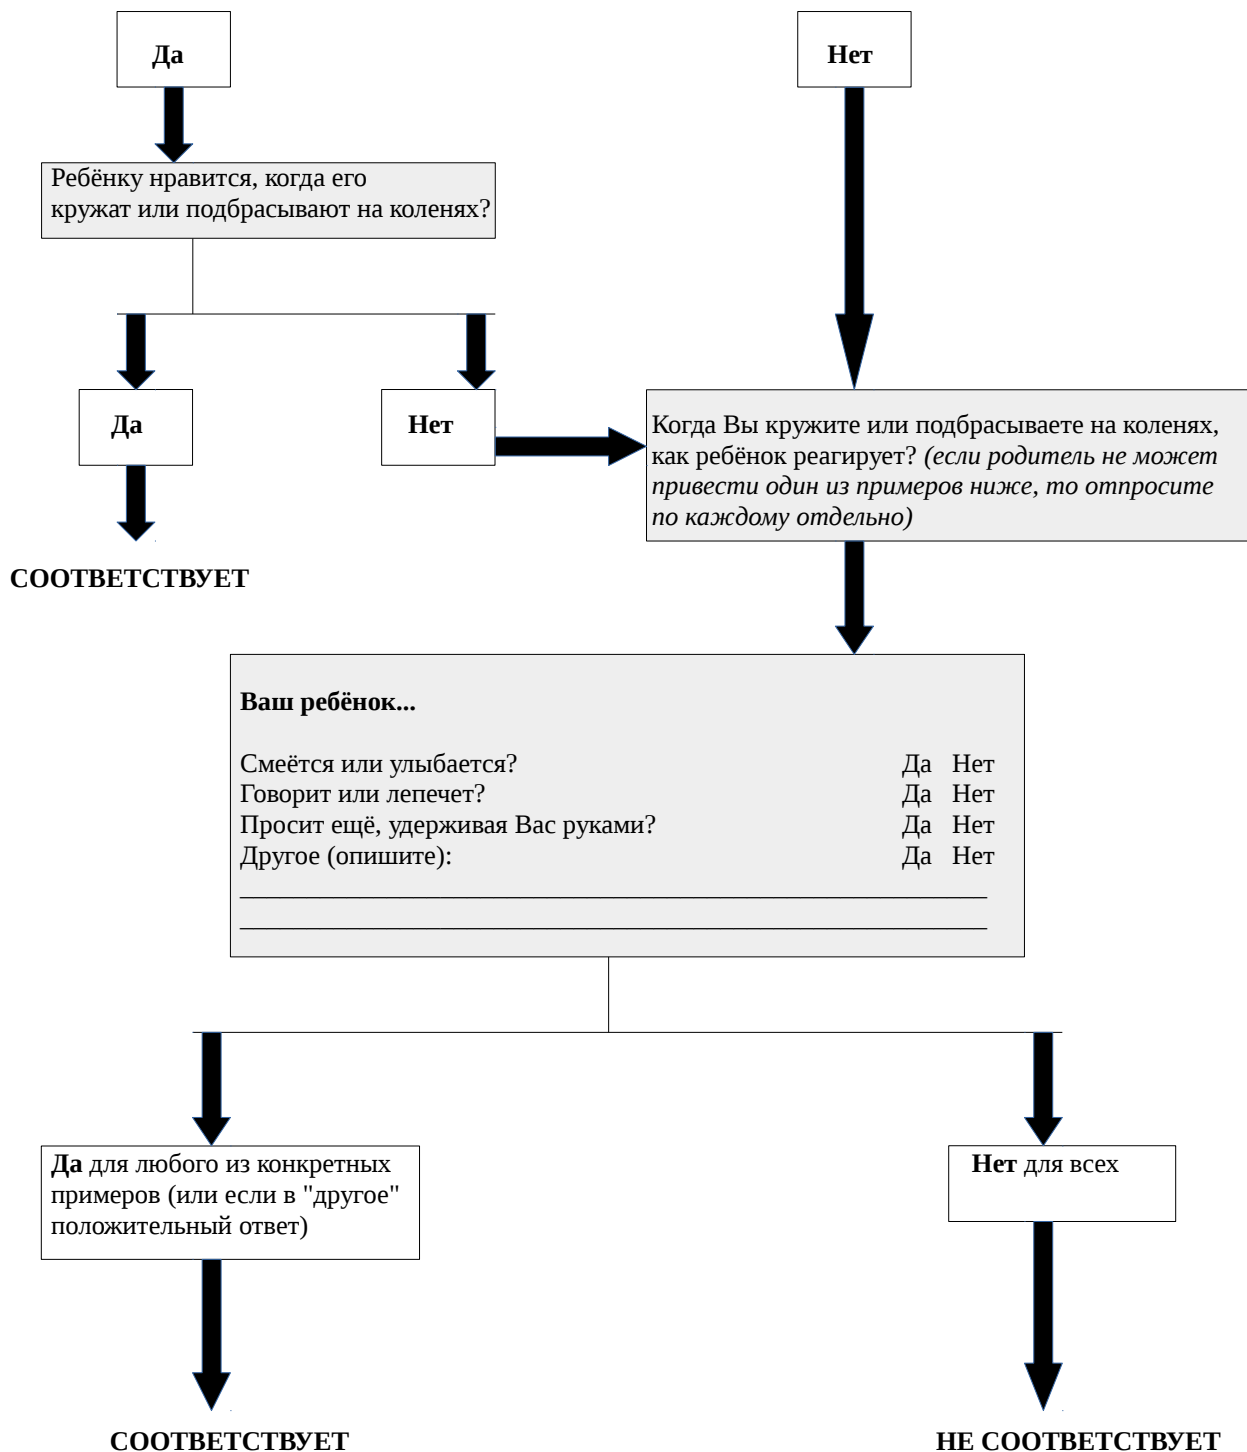 Да
Нет
Ребёнку нравится, когда его
кружат или подбрасывают на коленях?
Да
Нет
Когда Вы кружите или подбрасываете на коленях,
как ребёнок реагирует? (если родитель не может
привести один из примеров ниже, то отпросите
по каждому отдельно)
СООТВЕТСТВУЕТ
Ваш ребёнок...
Смеётся или улыбается? Да Нет
Говорит или лепечет? Да Нет
Просит ещё, удерживая Вас руками? Да Нет
Другое (опишите): Да Нет
Да для любого из конкретных
примеров (или если в "другое"
положительный ответ)
Нет для всех
СООТВЕТСТВУЕТ
НЕ СООТВЕТСТВУЕТ